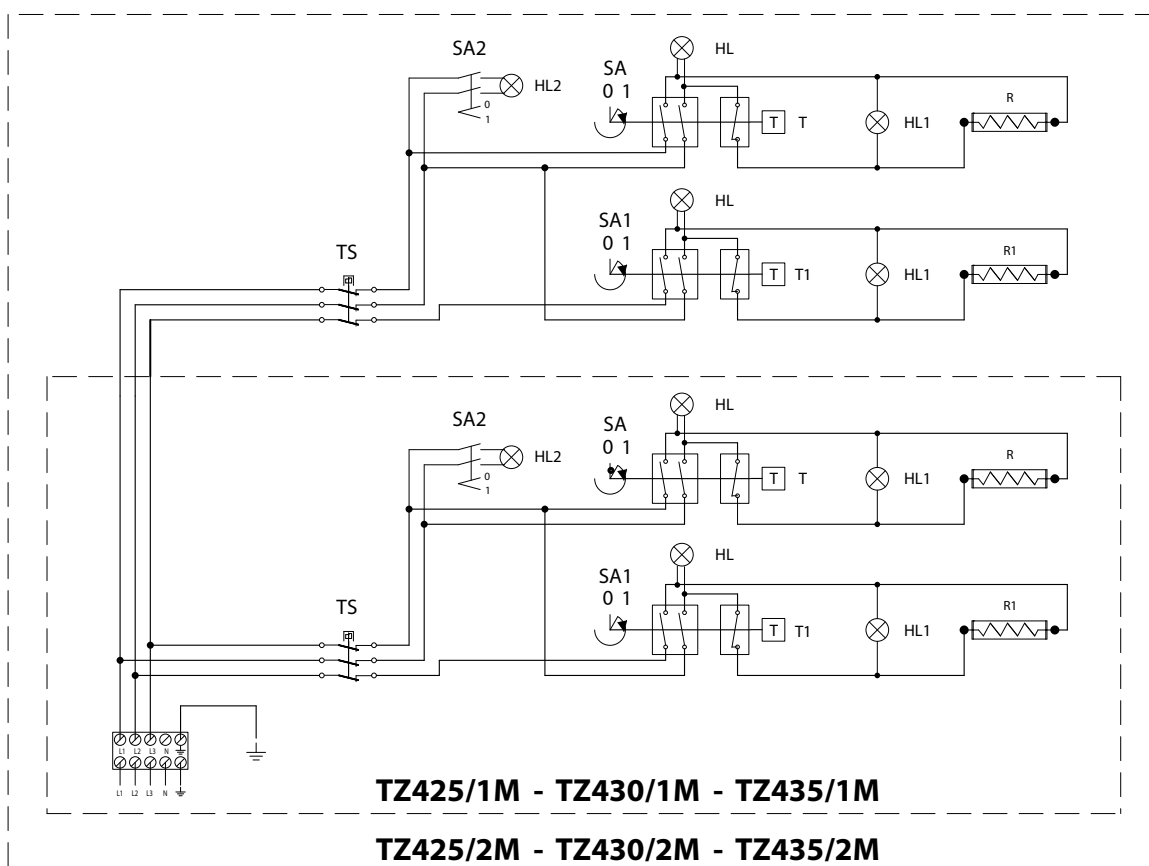 SA2
HL2
0
1
SA
0 1
HL
T T
HL1
R
SA1
0 1
HL
T T1
HL1
R1
TS
SA2
HL2
0
1
SA
0 1
HL
T T
HL1
R
SA1
0 1
HL
T T1
HL1
R1
TS
L1 L2 L3 N
L1 L2 L3 N
TZ425/1M - TZ430/1M - TZ435/1M
TZ425/2M - TZ430/2M - TZ435/2M